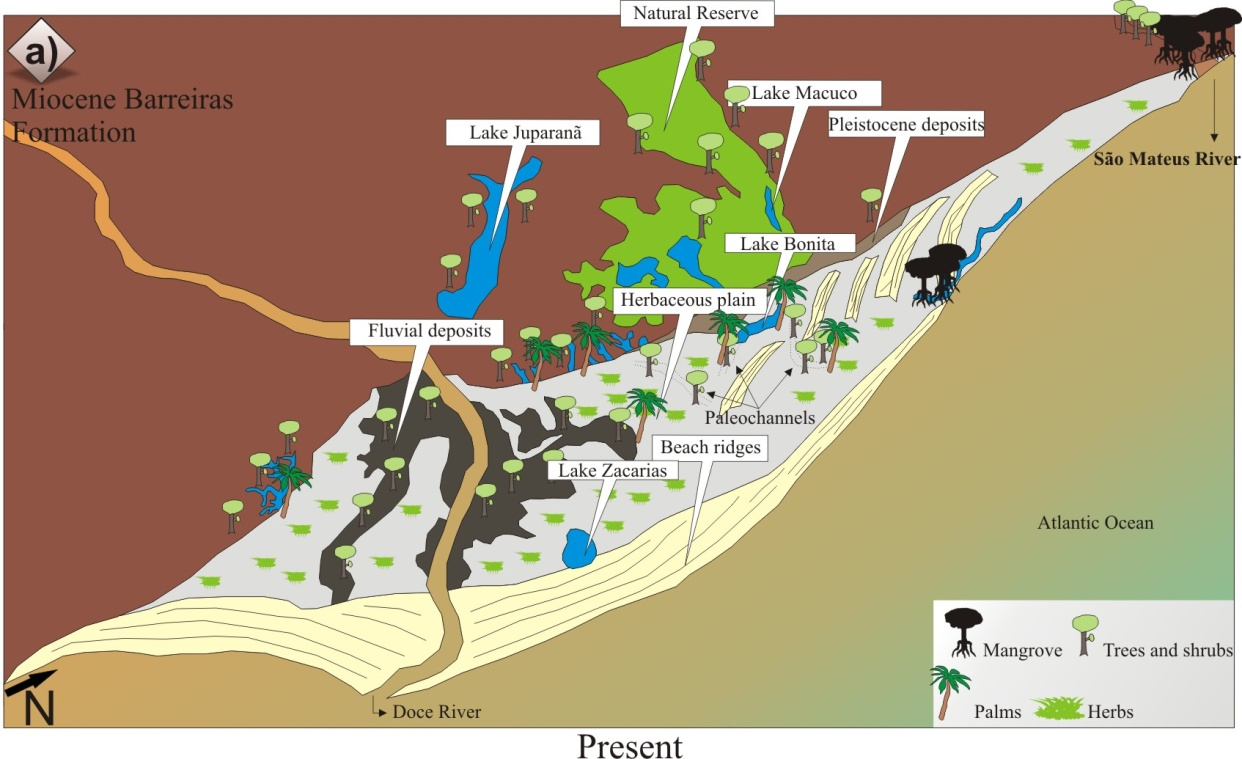 a)
Miocene Barreiras
Formation
Natural Reserve
Lake Macuco
Lake Juparanã
Pleistocene deposits
São Mateus River
Lake Bonita
Herbaceous plain
Fluvial deposits
Paleochannels
Beach ridges
Lake Zacarias
Atlantic Ocean
Mangrove
Trees and shrubs
Palms
Herbs
N
Doce River
Present